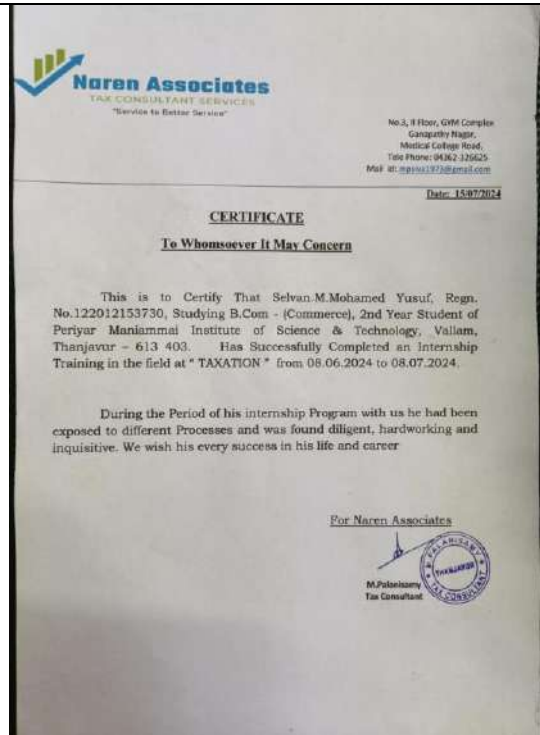 Naren Associates
TAX CONSULTANT SERVICES
"Service to Better Service"
No.3, II Floor, GYM Complex
Ganapathy Nagar,
Medical College Road.
Tele Phone: 04362-326625
Mail id: mpsiva1973@gmail.com
Date: 15/07/2024
CERTIFICATE
To Whomsoever It May Concern
This is to Certify That Selvan.M.Mohamed Yusuf, Regn.
No.122012153730, Studying B.Com - (Commerce), 2nd Year Student of
Periyar Maniammai Institute of Science & Technology, Vallam,
Thanjavur – 613 403. Has Successfully Completed an Internship
Training in the field at " TAXATION " from 08.06.2024 to 08.07.2024.
During the Period of his internship Program with us he had been
exposed to different Processes and was found diligent, hardworking and
inquisitive. We wish his every success in his life and career
For Naren Associates
M.Palanisamy
Tax Consultant
M.PALANISAMY
THANJAVUR
TAX CONSULTANT